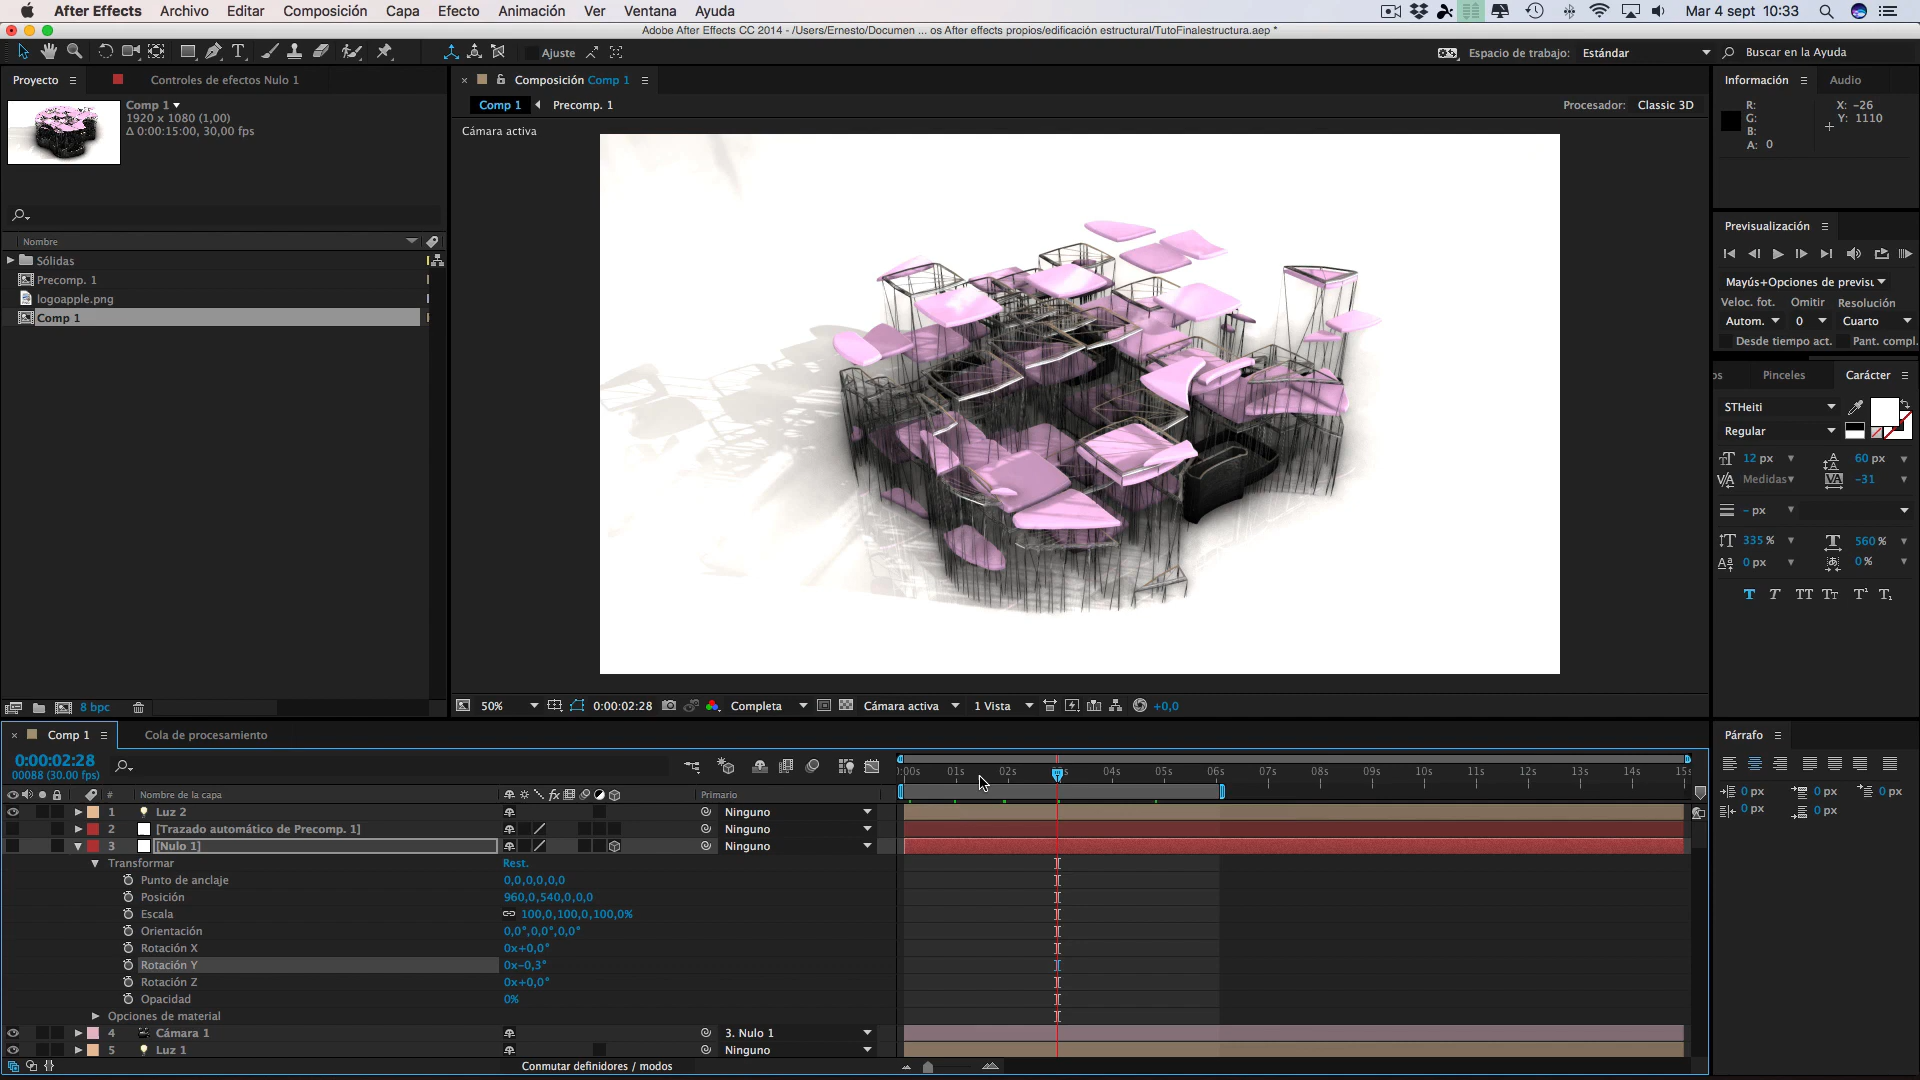 After Effects Archivo Editar Composición Capa Efecto Animación Ver Ventana Ayuda Mar 4 sept 10:33
Adobe After Effects CC 2014 - /Users/Ernesto/Documen ... os After effects propios/edificación estructural/TutoFinalestructura.aep *
Ajuste Espacio de trabajo: Estándar Buscar en la Ayuda
Proyecto Controles de efectos Nulo 1 Composición Comp 1 Información Audio
Comp 1 Comp 1 Precomp. 1 Procesador: Classic 3D R: X: -26
1920 x 1080 (1,00) G: Y: 1110
Δ 0:00:15:00, 30,00 fps Cámara activa B:
A: 0
Previsualización
Nombre
Sólidas
Precomp. 1 Mayús+Opciones de previsu
logoapple.png Veloc. fot. Omitir Resolución
Comp 1 Autom. 0 Cuarto
Desde tiempo act. Pant. compl.
os Pinceles Carácter
STHeiti
Regular
12 px 60 px
Medidas -31
- px
335 % 560 %
0 px 0 %
T T TT Tт T¹ T₁
8 bpc 50% 0:00:02:28 Completa Cámara activa 1 Vista +0,0
Comp 1 Cola de procesamiento Párrafo
0:00:02:28
00088 (30.00 fps) 01s 02s 04s 05s 06s 07s 08s 09s 10s 11s 12s 13s 14s
# Nombre de la capa Primario 0 px 0 px 0 px
1 Luz 2 Ninguno 0 px 0 px
2 [Trazado automático de Precomp. 1] Ninguno
3 [Nulo 1] Ninguno
Transformar Rest.
Punto de anclaje 0,0,0,0,0,0
Posición 960,0,540,0,0,0
Escala 100,0,100,0,100,0%
Orientación 0,0°,0,0°,0,0°
Rotación X 0x+0,0°
Rotación Y 0x-0,3°
Rotación Z 0x+0,0°
Opacidad 0%
Opciones de material
4 Cámara 1 3. Nulo 1
5 Luz 1 Ninguno
Conmutar definidores / modos